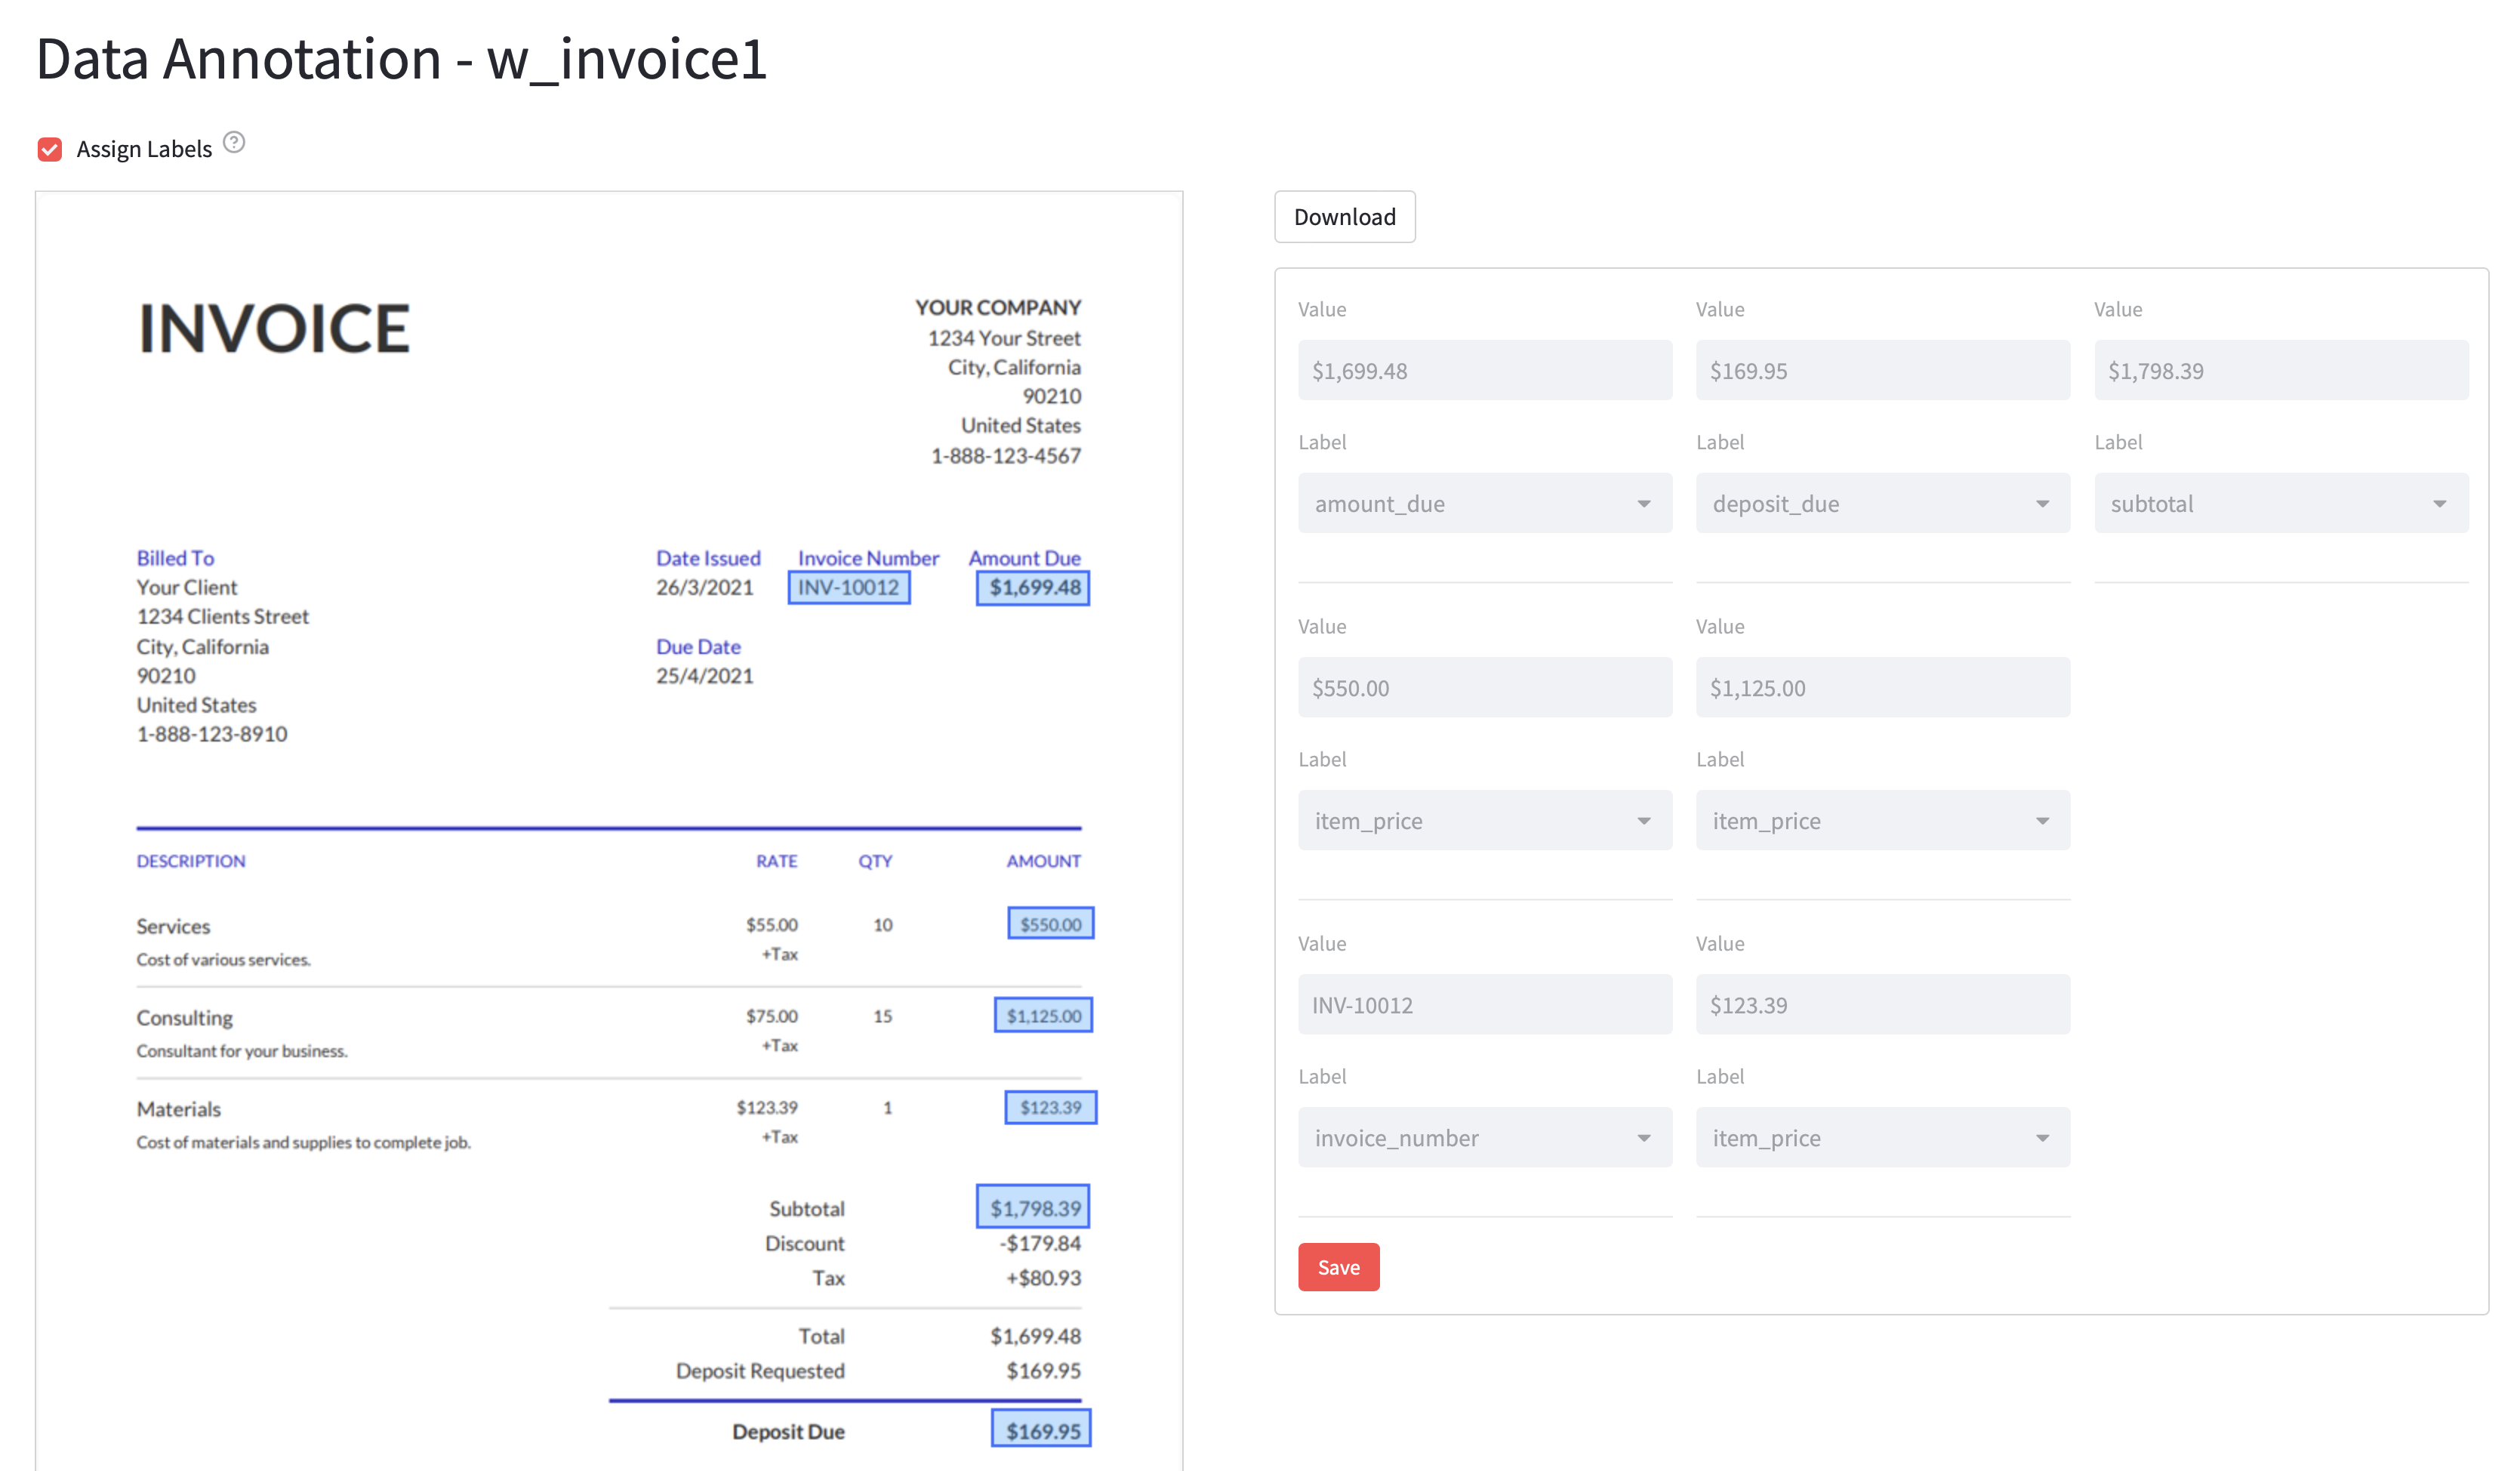 Data Annotation - w_invoice1
Assign Labels ?
INVOICE
YOUR COMPANY
1234 Your Street
City, California
90210
United States
1-888-123-4567
Billed To
Your Client
1234 Clients Street
City, California
90210
United States
1-888-123-8910
Date Issued Invoice Number Amount Due
26/3/2021 INV-10012 $1,699.48
Due Date
25/4/2021
DESCRIPTION RATE QTY AMOUNT
Services $55.00 10 $550.00
Cost of various services. +Tax
Consulting $75.00 15 $1,125.00
Consultant for your business. +Tax
Materials $123.39 1 $123.39
Cost of materials and supplies to complete job. +Tax
Subtotal $1,798.39
Discount -$179.84
Tax +$80.93
Total $1,699.48
Deposit Requested $169.95
Deposit Due $169.95
Download
Value Value Value
$1,699.48 $169.95 $1,798.39
Label Label Label
amount_due deposit_due subtotal
Value Value
$550.00 $1,125.00
Label Label
item_price item_price
Value Value
INV-10012 $123.39
Label Label
invoice_number item_price
Save